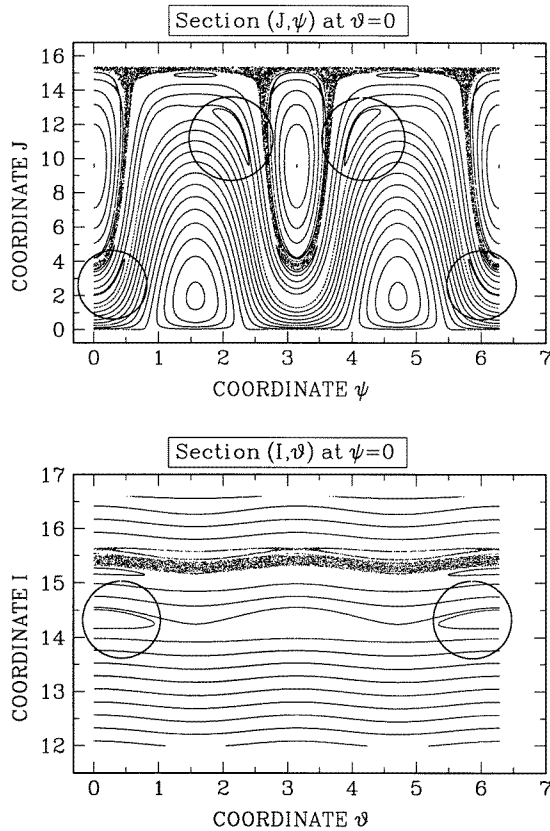 Section (J,ψ) at ϑ=0
16
14
12
10
8
6
4
2
0
COORDINATE J
0 1 2 3 4 5 6 7
COORDINATE ψ
Section (I,ϑ) at ψ=0
17
16
15
14
13
12
COORDINATE I
0 1 2 3 4 5 6 7
COORDINATE ϑ